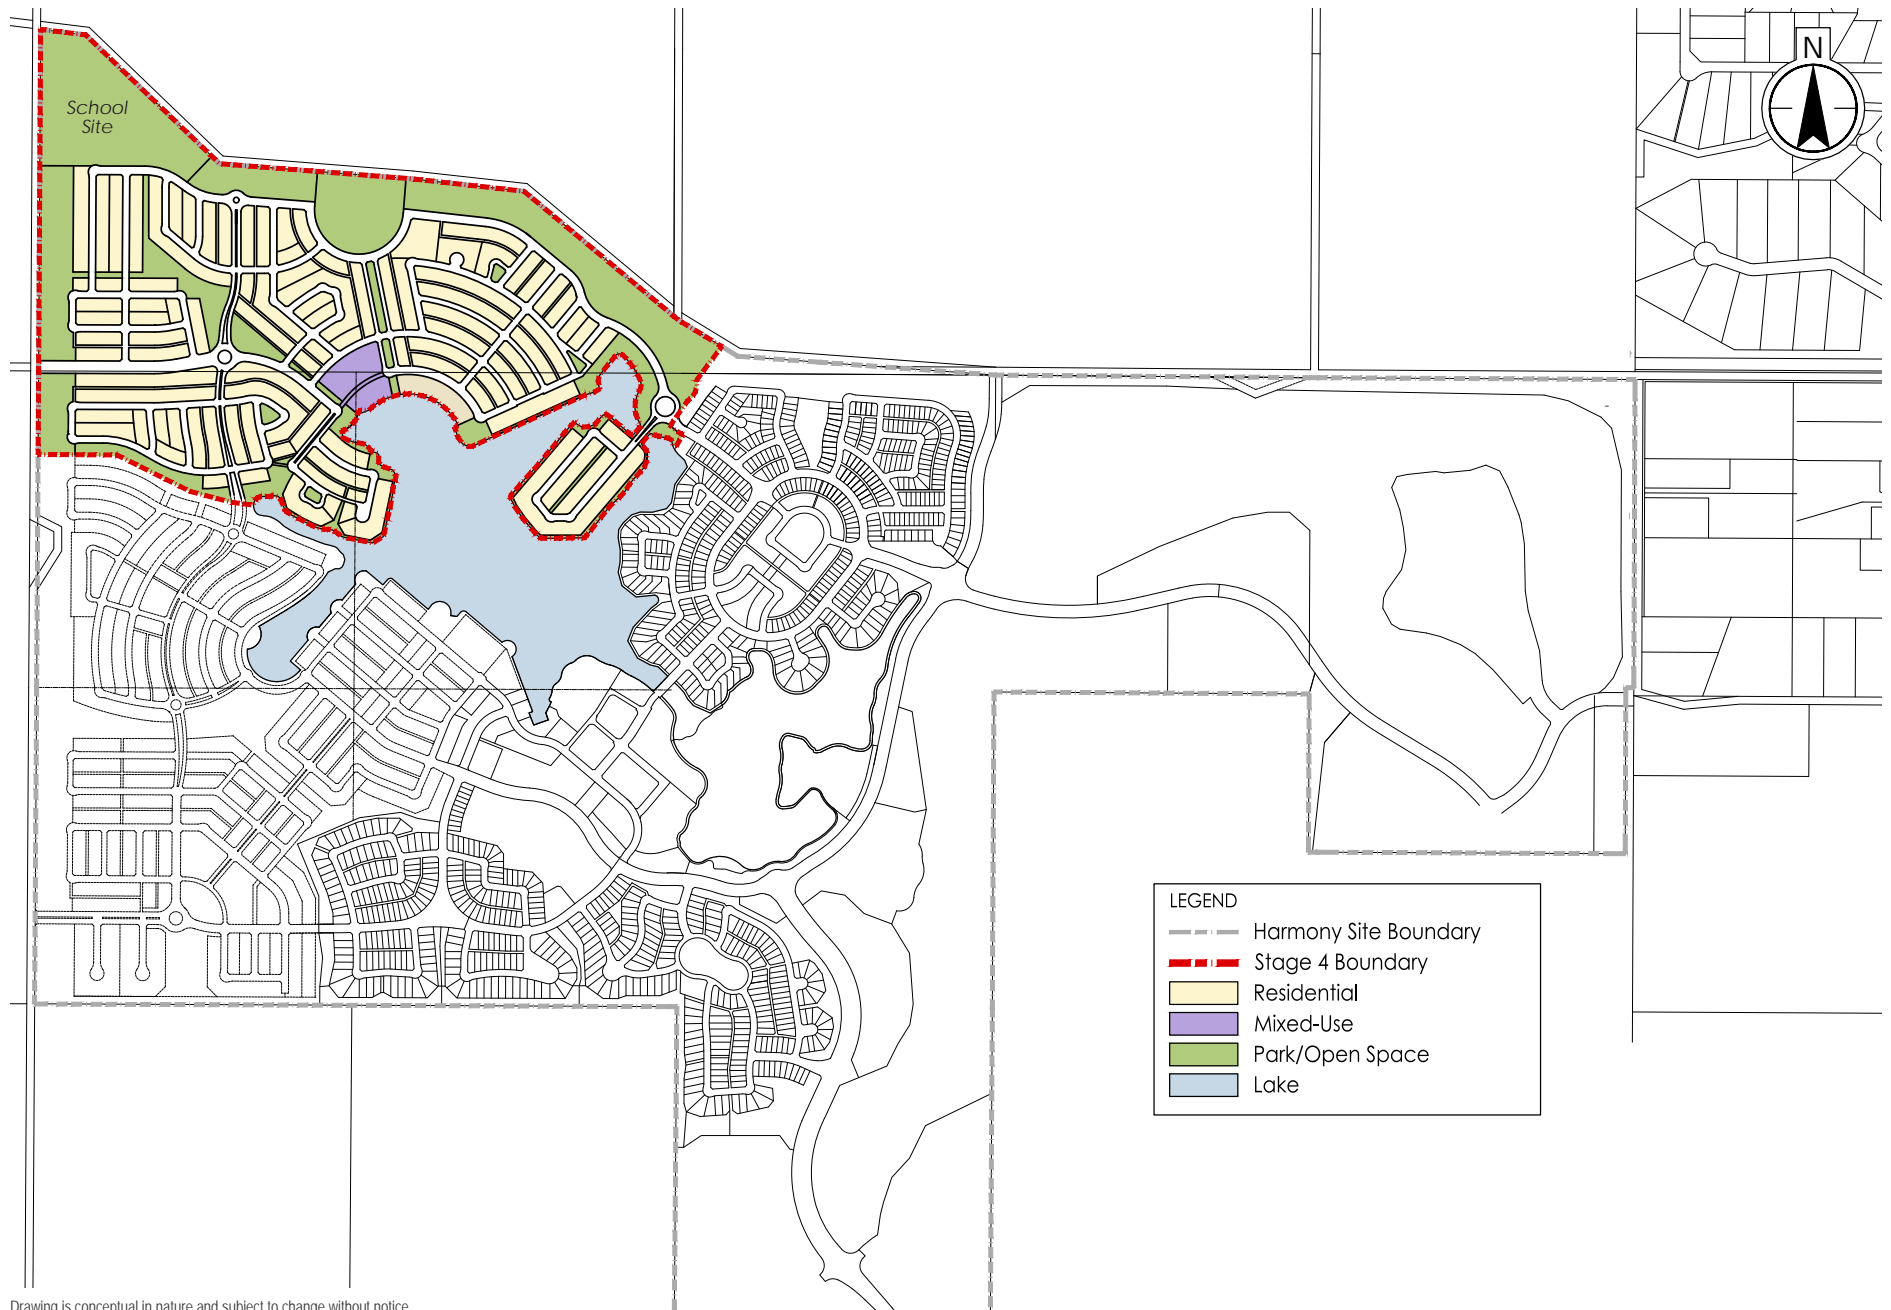 N
School
Site
LEGEND
Harmony Site Boundary
Stage 4 Boundary
Residential
Mixed-Use
Park/Open Space
Lake
Drawing is conceptual in nature and subject to change without notice